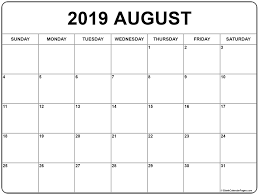 2019 AUGUST
SUNDAY MONDAY TUESDAY WEDNESDAY THURSDAY FRIDAY SATURDAY
1 2 3
4 5 6 7 8 9 10
11 12 13 14 15 16 17
18 19 20 21 22 23 24
25 26 27 28 29 30 31